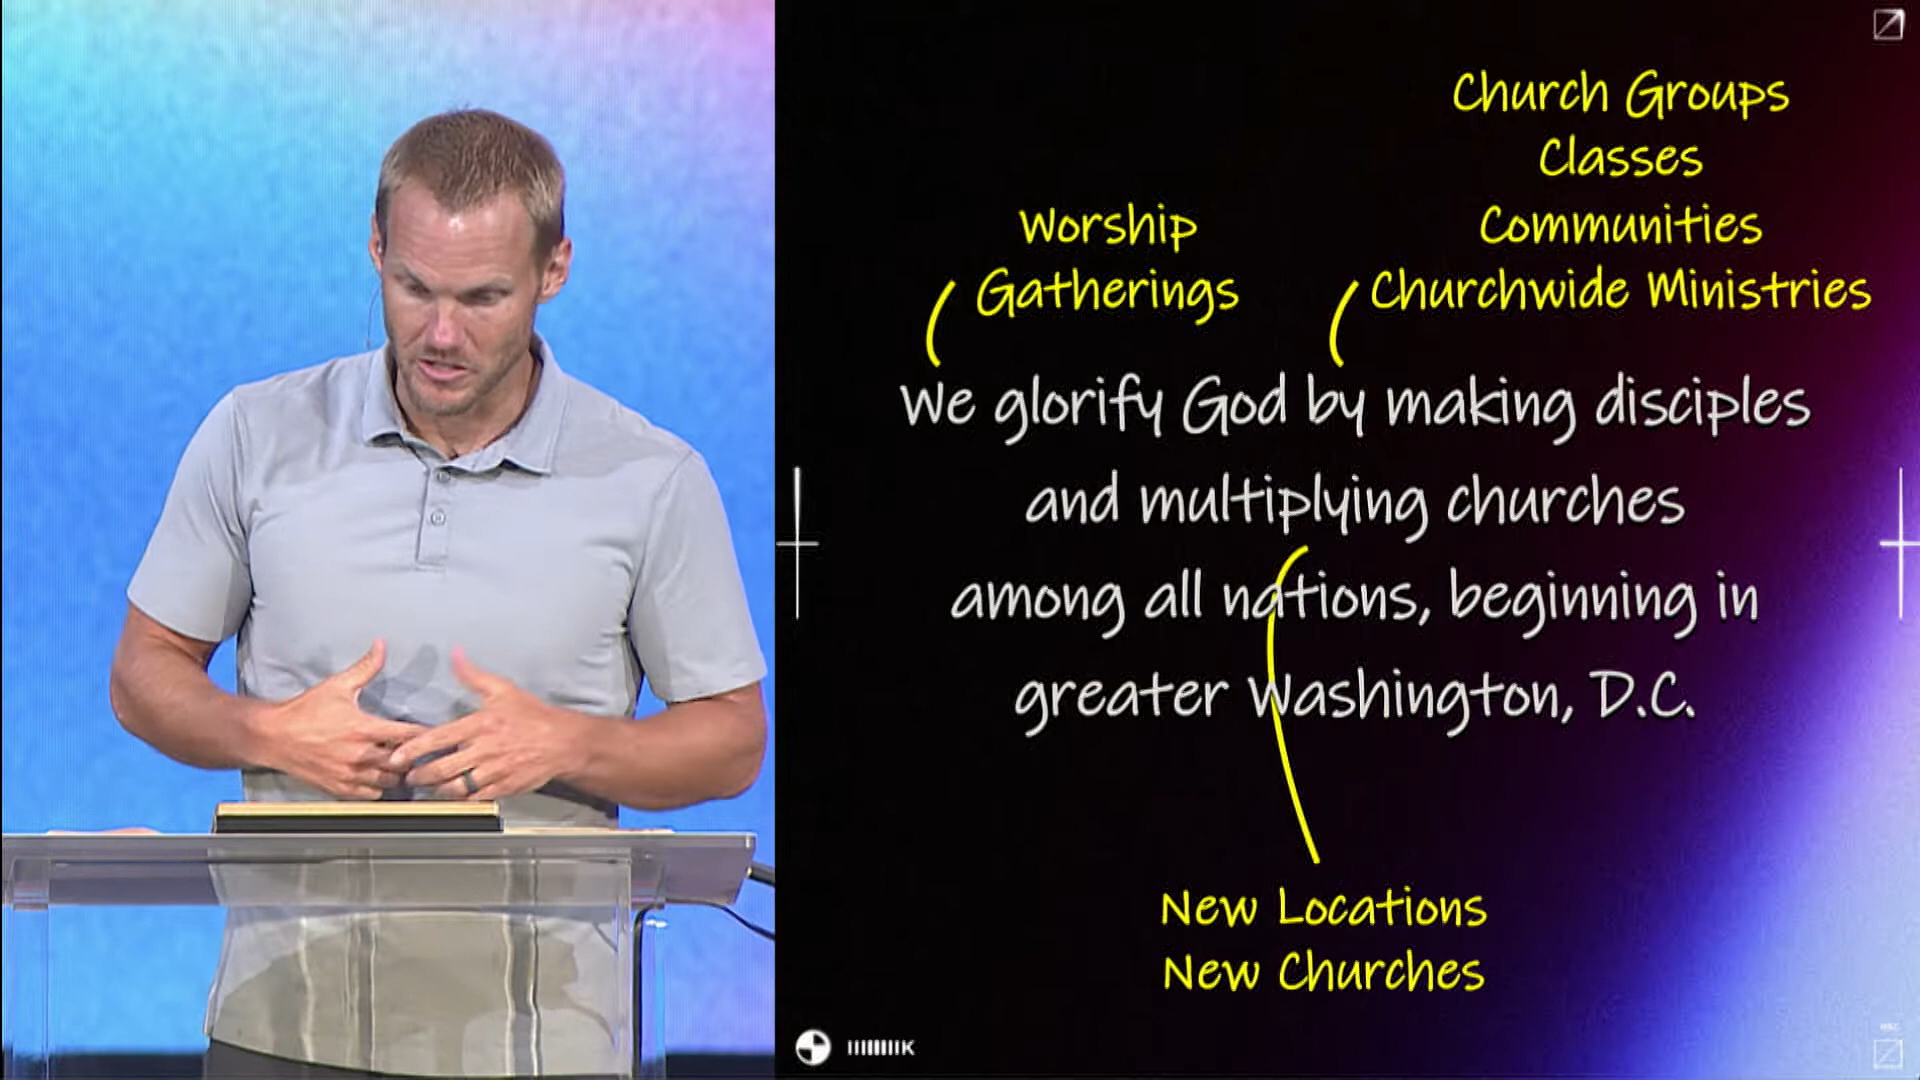 Church Groups
Classes
Communities
Churchwide Ministries
Worship
Gatherings
We glorify God by making disciples
and multiplying churches
among all nations, beginning in
greater Washington, D.C.
New Locations
New Churches